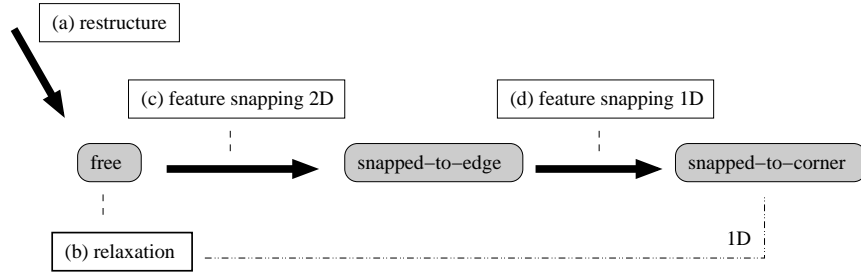 (a) restructure
(c) feature snapping 2D
(d) feature snapping 1D
free
snapped-to-edge
snapped-to-corner
(b) relaxation
1D